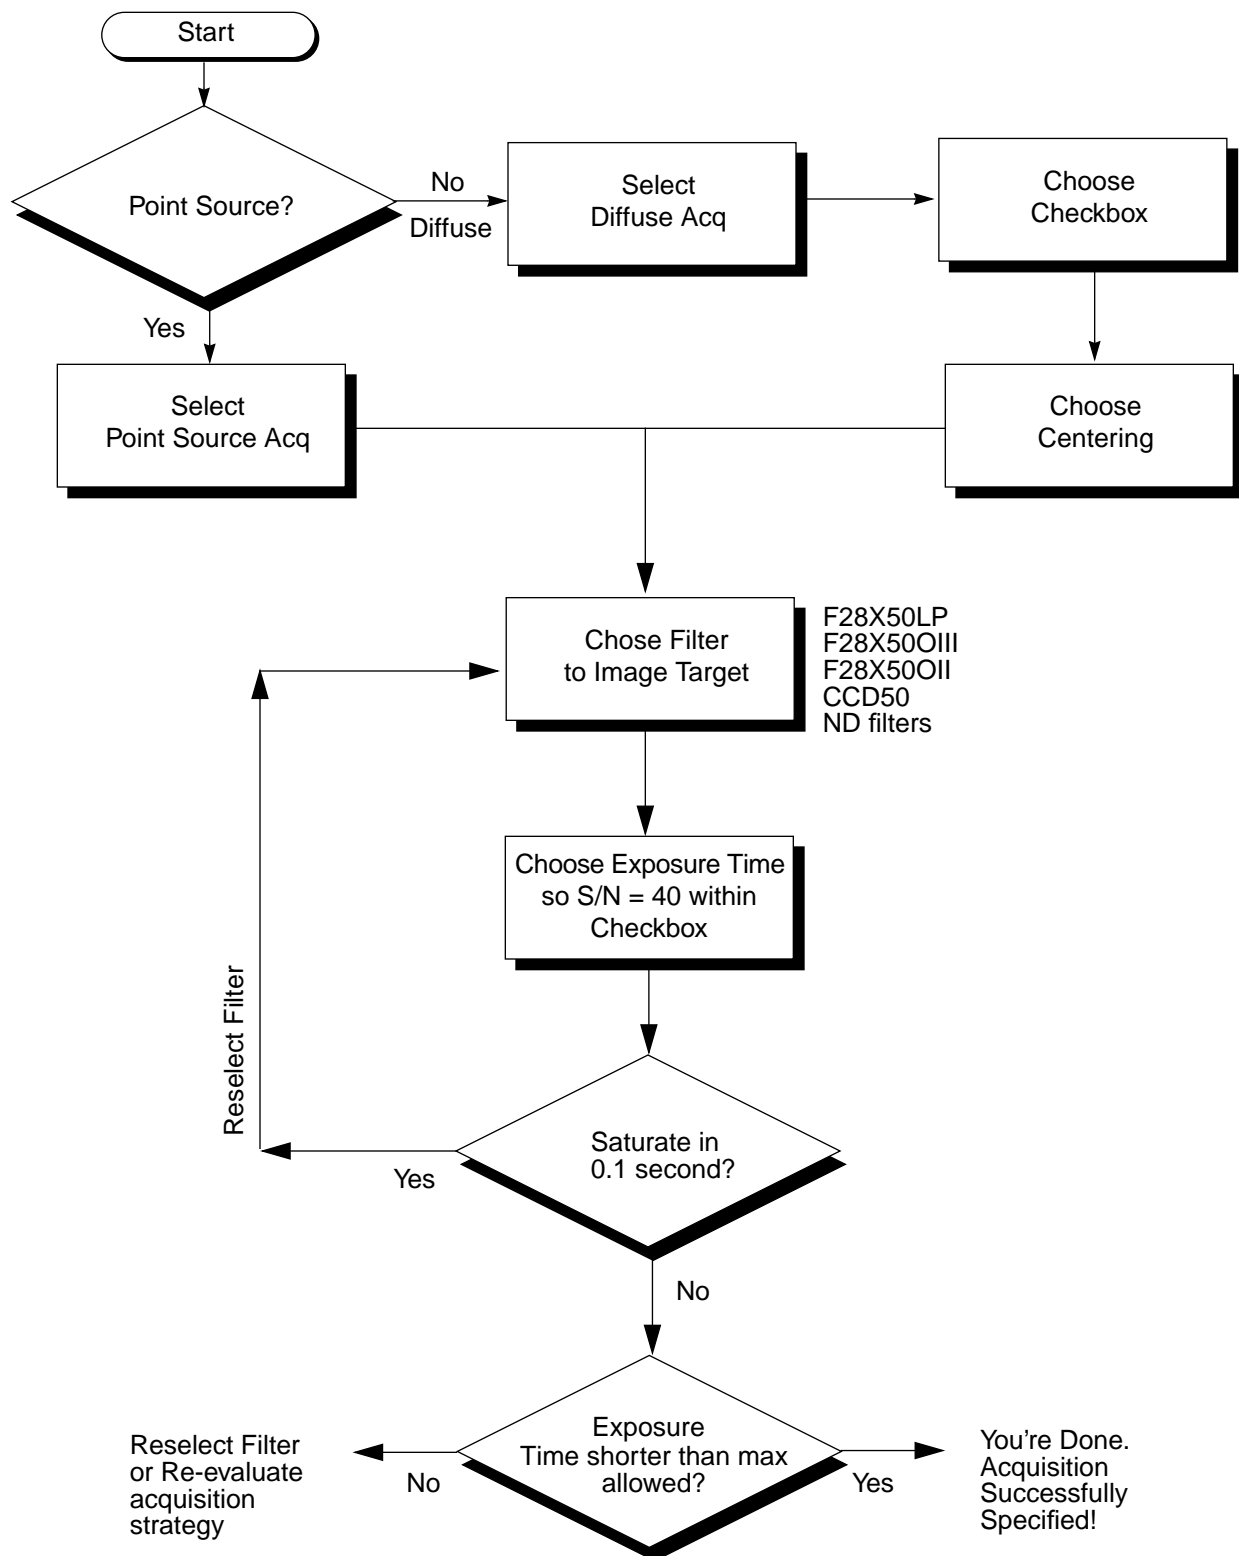 Start
Point Source?
No
Diffuse
Select
Diffuse Acq
Choose
Checkbox
Yes
Select
Point Source Acq
Choose
Centering
Chose Filter
to Image Target
F28X50LP
F28X50OIII
F28X50OII
CCD50
ND filters
Choose Exposure Time
so S/N = 40 within
Checkbox
Reselect Filter
Saturate in
0.1 second?
Yes
No
Exposure
Time shorter than max
allowed?
No
Yes
Reselect Filter
or Re-evaluate
acquisition
strategy
You're Done.
Acquisition
Successfully
Specified!